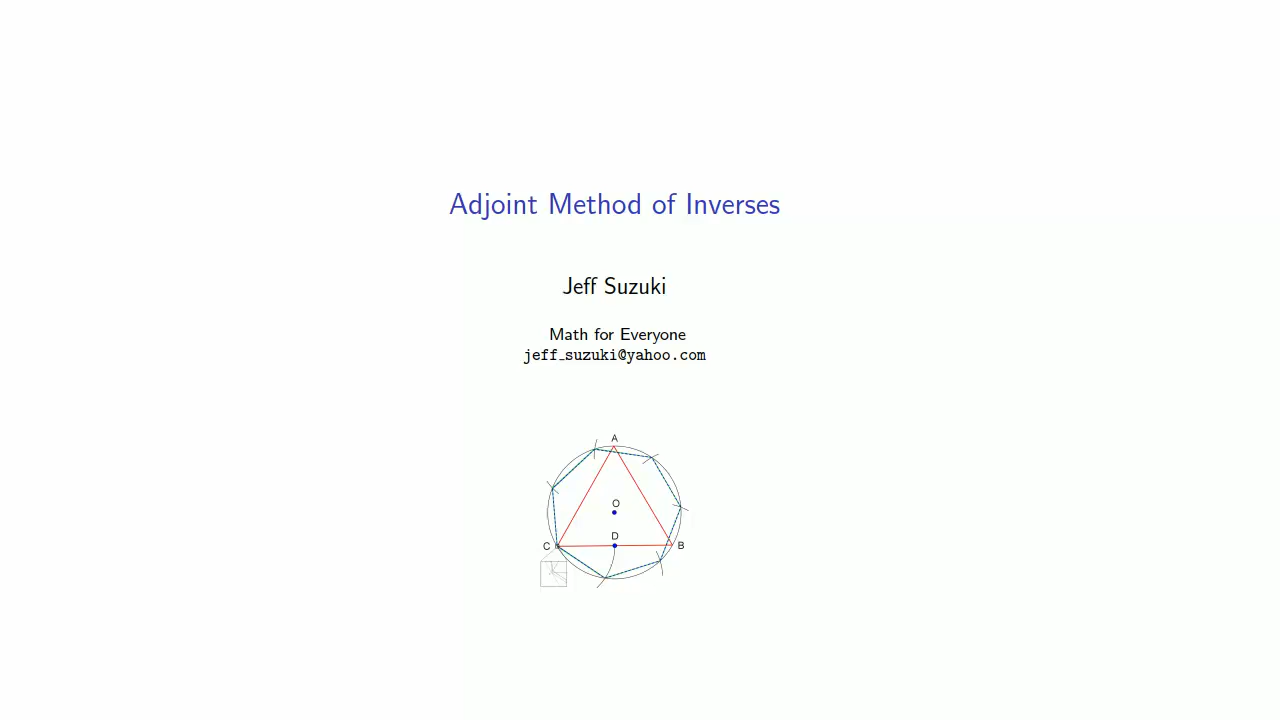 Adjoint Method of Inverses
Jeff Suzuki
Math for Everyone
jeff_suzuki@yahoo.com
A
O
D
C
B